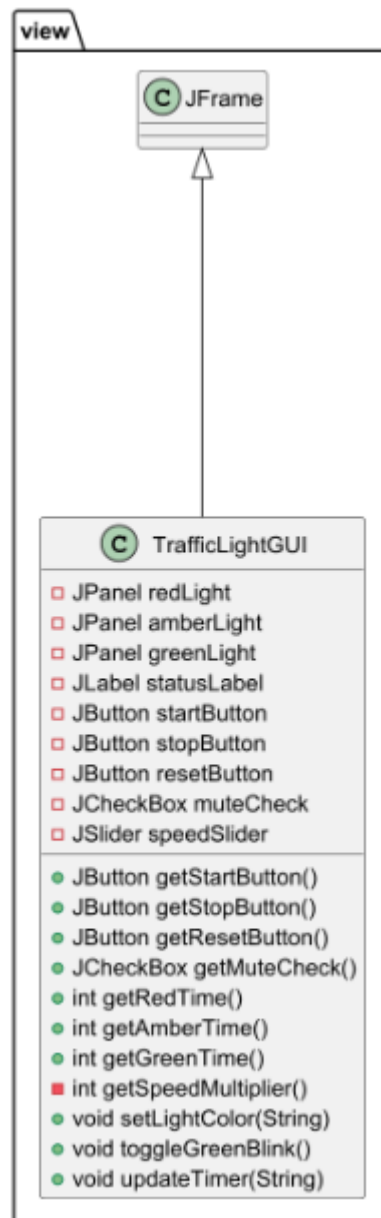 view
C JFrame
C TrafficLightGUI
JPanel redLight
JPanel amberLight
JPanel greenLight
JLabel statusLabel
JButton startButton
JButton stopButton
JButton resetButton
JCheckBox muteCheck
JSlider speedSlider
JButton getStartButton()
JButton getStopButton()
JButton getResetButton()
JCheckBox getMuteCheck()
int getRedTime()
int getAmberTime()
int getGreenTime()
int getSpeedMultiplier()
void setLightColor(String)
void toggleGreenBlink()
void updateTimer(String)